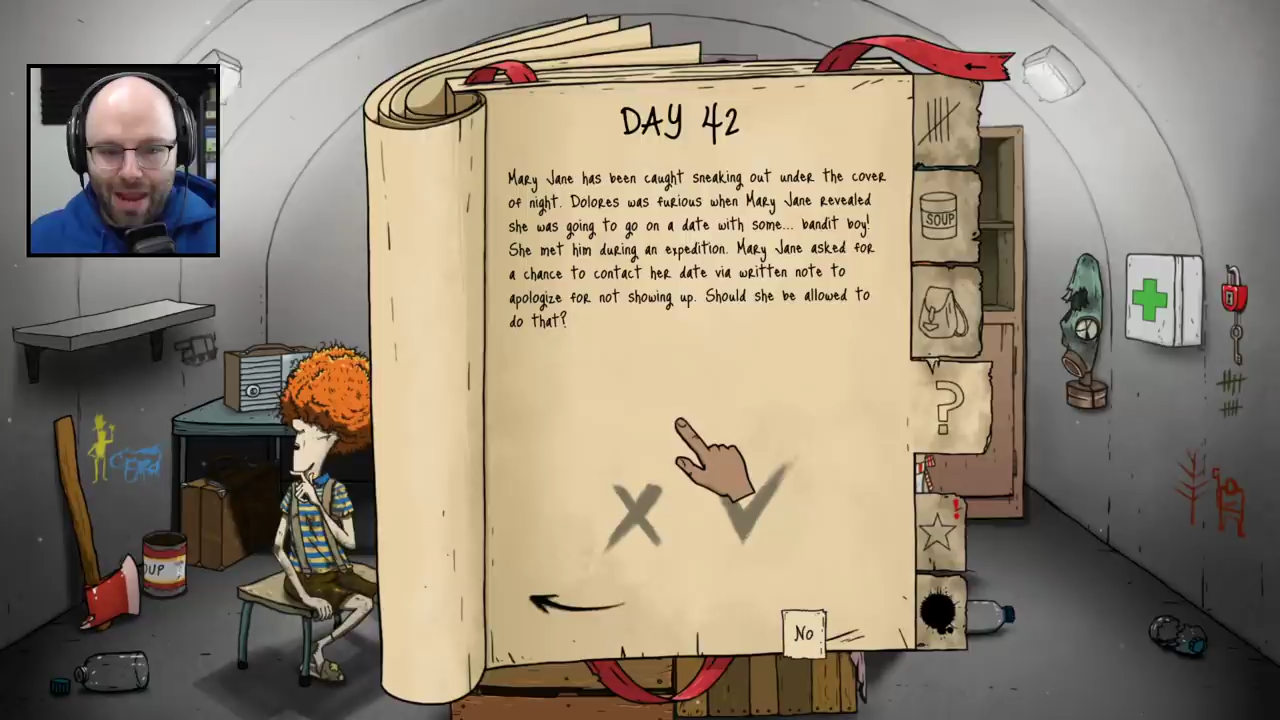 DAY 42
Mary Jane has been caught sneaking out under the cover
of night. Dolores was furious when Mary Jane revealed
she was going to go on a date with some... bandit boy!
She met him during an expedition. Mary Jane asked for
a chance to contact her date via written note to
apologize for not showing up. Should she be allowed to
do that?
SOUP
?
!
OUP
No